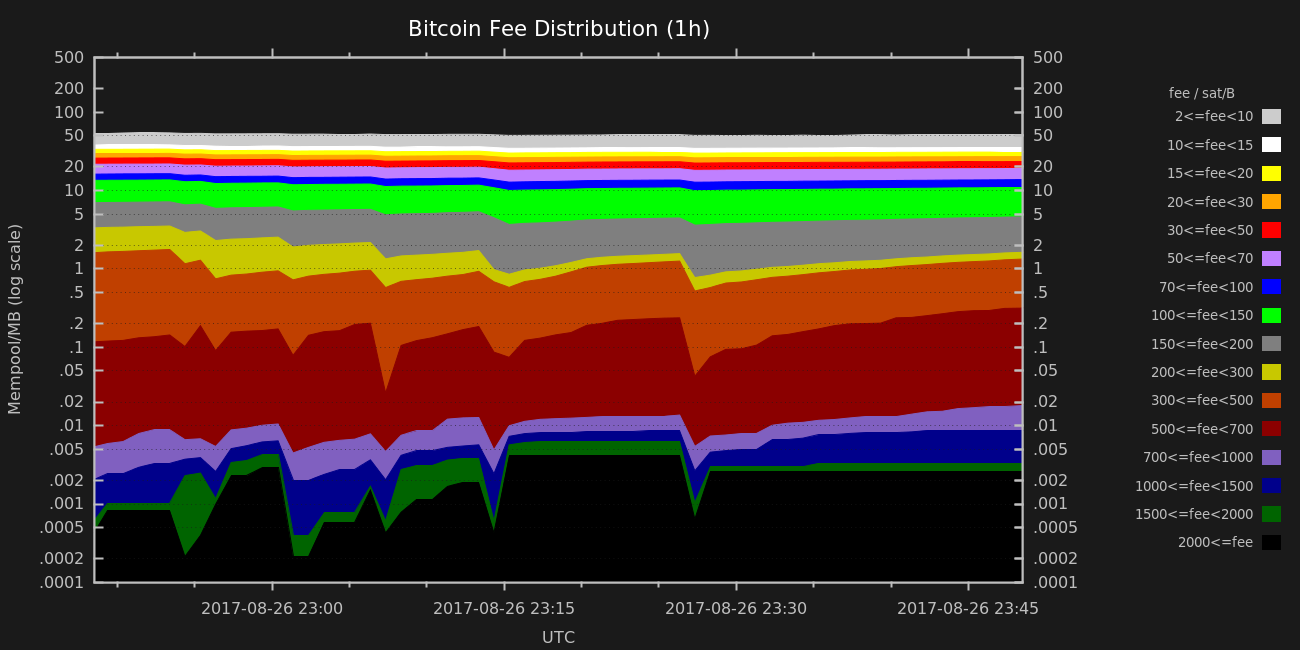 Bitcoin Fee Distribution (1h)
500 500
200 200
100 100
50 50
20 20
10 10
5 5
2 2
1 1
.5 .5
.2 .2
.1 .1
.05 .05
.02 .02
.01 .01
.005 .005
.002 .002
.001 .001
.0005 .0005
.0002 .0002
.0001 .0001
Mempool/MB (log scale)
2017-08-26 23:00 2017-08-26 23:15 2017-08-26 23:30 2017-08-26 23:45
UTC
fee / sat/B
2<=fee<10
10<=fee<15
15<=fee<20
20<=fee<30
30<=fee<50
50<=fee<70
70<=fee<100
100<=fee<150
150<=fee<200
200<=fee<300
300<=fee<500
500<=fee<700
700<=fee<1000
1000<=fee<1500
1500<=fee<2000
2000<=fee